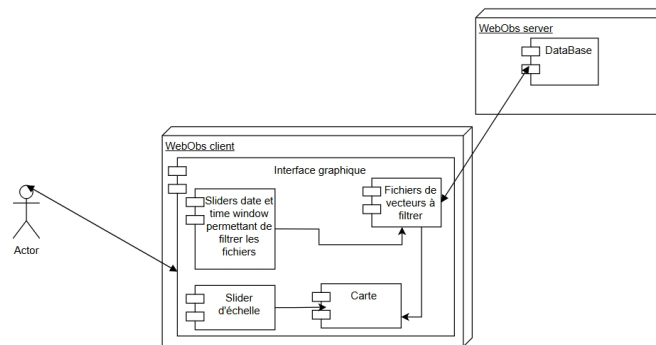 WebObs server
DataBase
WebObs client
Interface graphique
Sliders date et
time window
permettant de
filtrer les
fichiers
Fichiers de
vecteurs à
filtrer
Actor
Slider
d'échelle
Carte